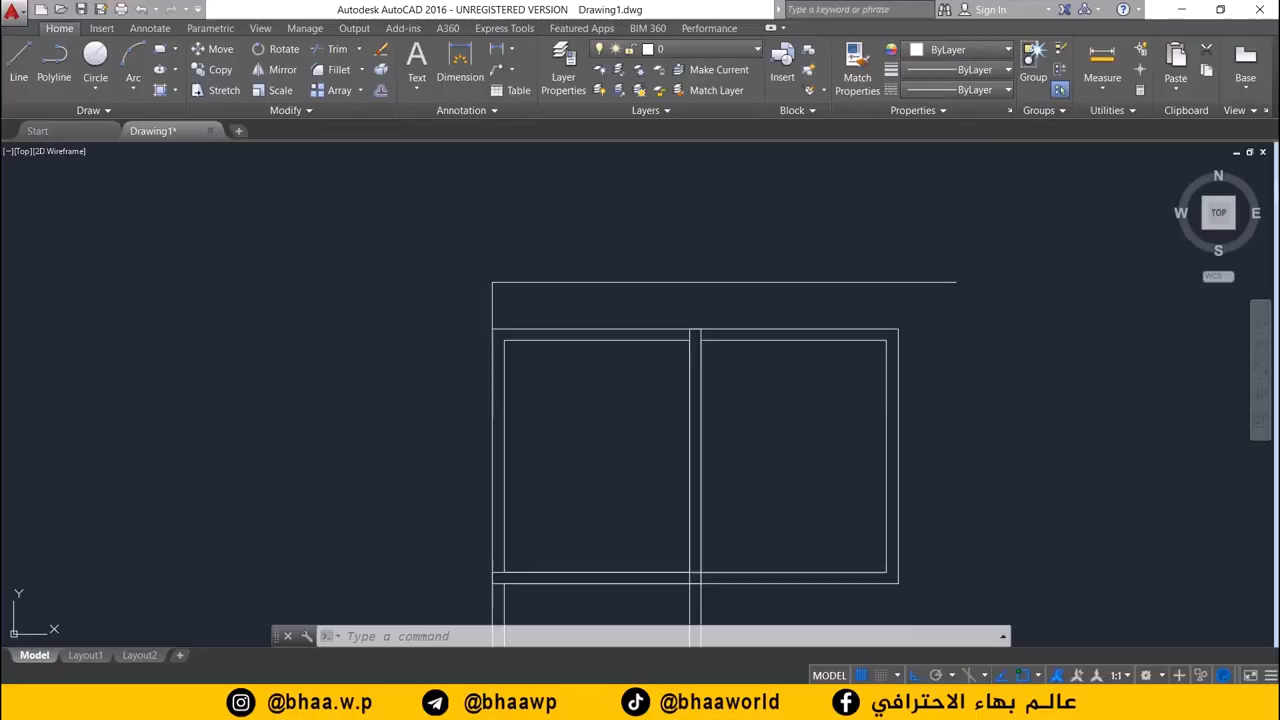 Autodesk AutoCAD 2016 - UNREGISTERED VERSION Drawing1.dwg
Type a keyword or phrase
Sign In
Home Insert Annotate Parametric View Manage Output Add-ins A360 Express Tools Featured Apps BIM 360 Performance
Line Polyline Circle Arc
Move Rotate Trim
Copy Mirror Fillet
Stretch Scale Array
Text Dimension Table
Layer Properties
0
Make Current
Match Layer
Insert
Match Properties
ByLayer
ByLayer
ByLayer
Group Measure Paste Base
Draw Modify Annotation Layers Block Properties Groups Utilities Clipboard View
Start Drawing1*
[−][Top][2D Wireframe]
N
W TOP E
S
WCS
Y
X
Type a command
Model Layout1 Layout2
MODEL 1:1
@bhaa.w.p @bhaawp @bhaaworld عالم بهاء الاحترافي